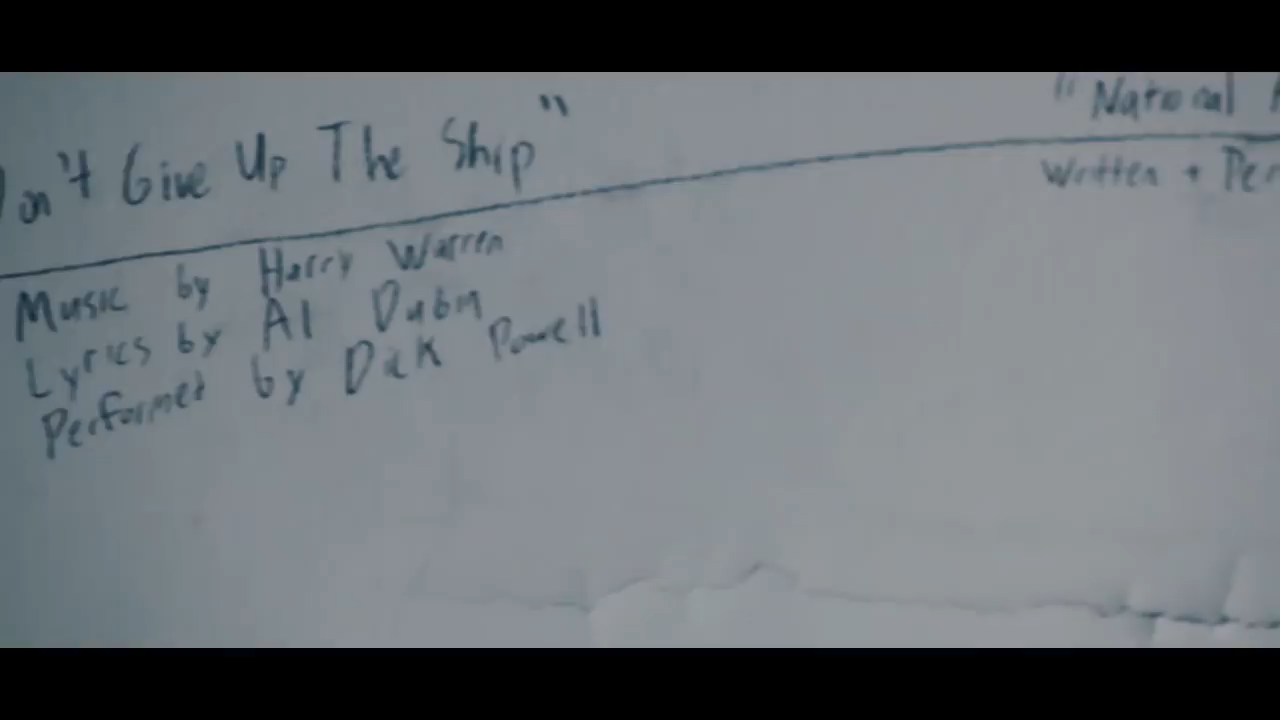 on't Give Up The Ship"
Music by Harry Warren
Lyrics by Al Dubin
Performed by Dick Powell
"National
Written + Per